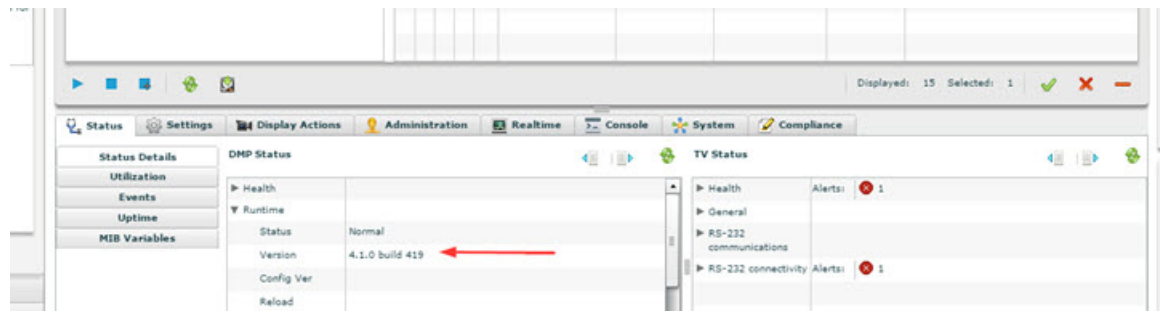 Displayed: 15 Selected: 1
Status Settings Display Actions Administration Realtime Console System Compliance
Status Details
Utilization
Events
Uptime
MIB Variables
DMP Status
Health
Runtime
Status Normal
Version 4.1.0 build 419
Config Ver
Reload
TV Status
Health Alerts: 1
General
RS-232
communications
RS-232 connectivity Alerts: 1